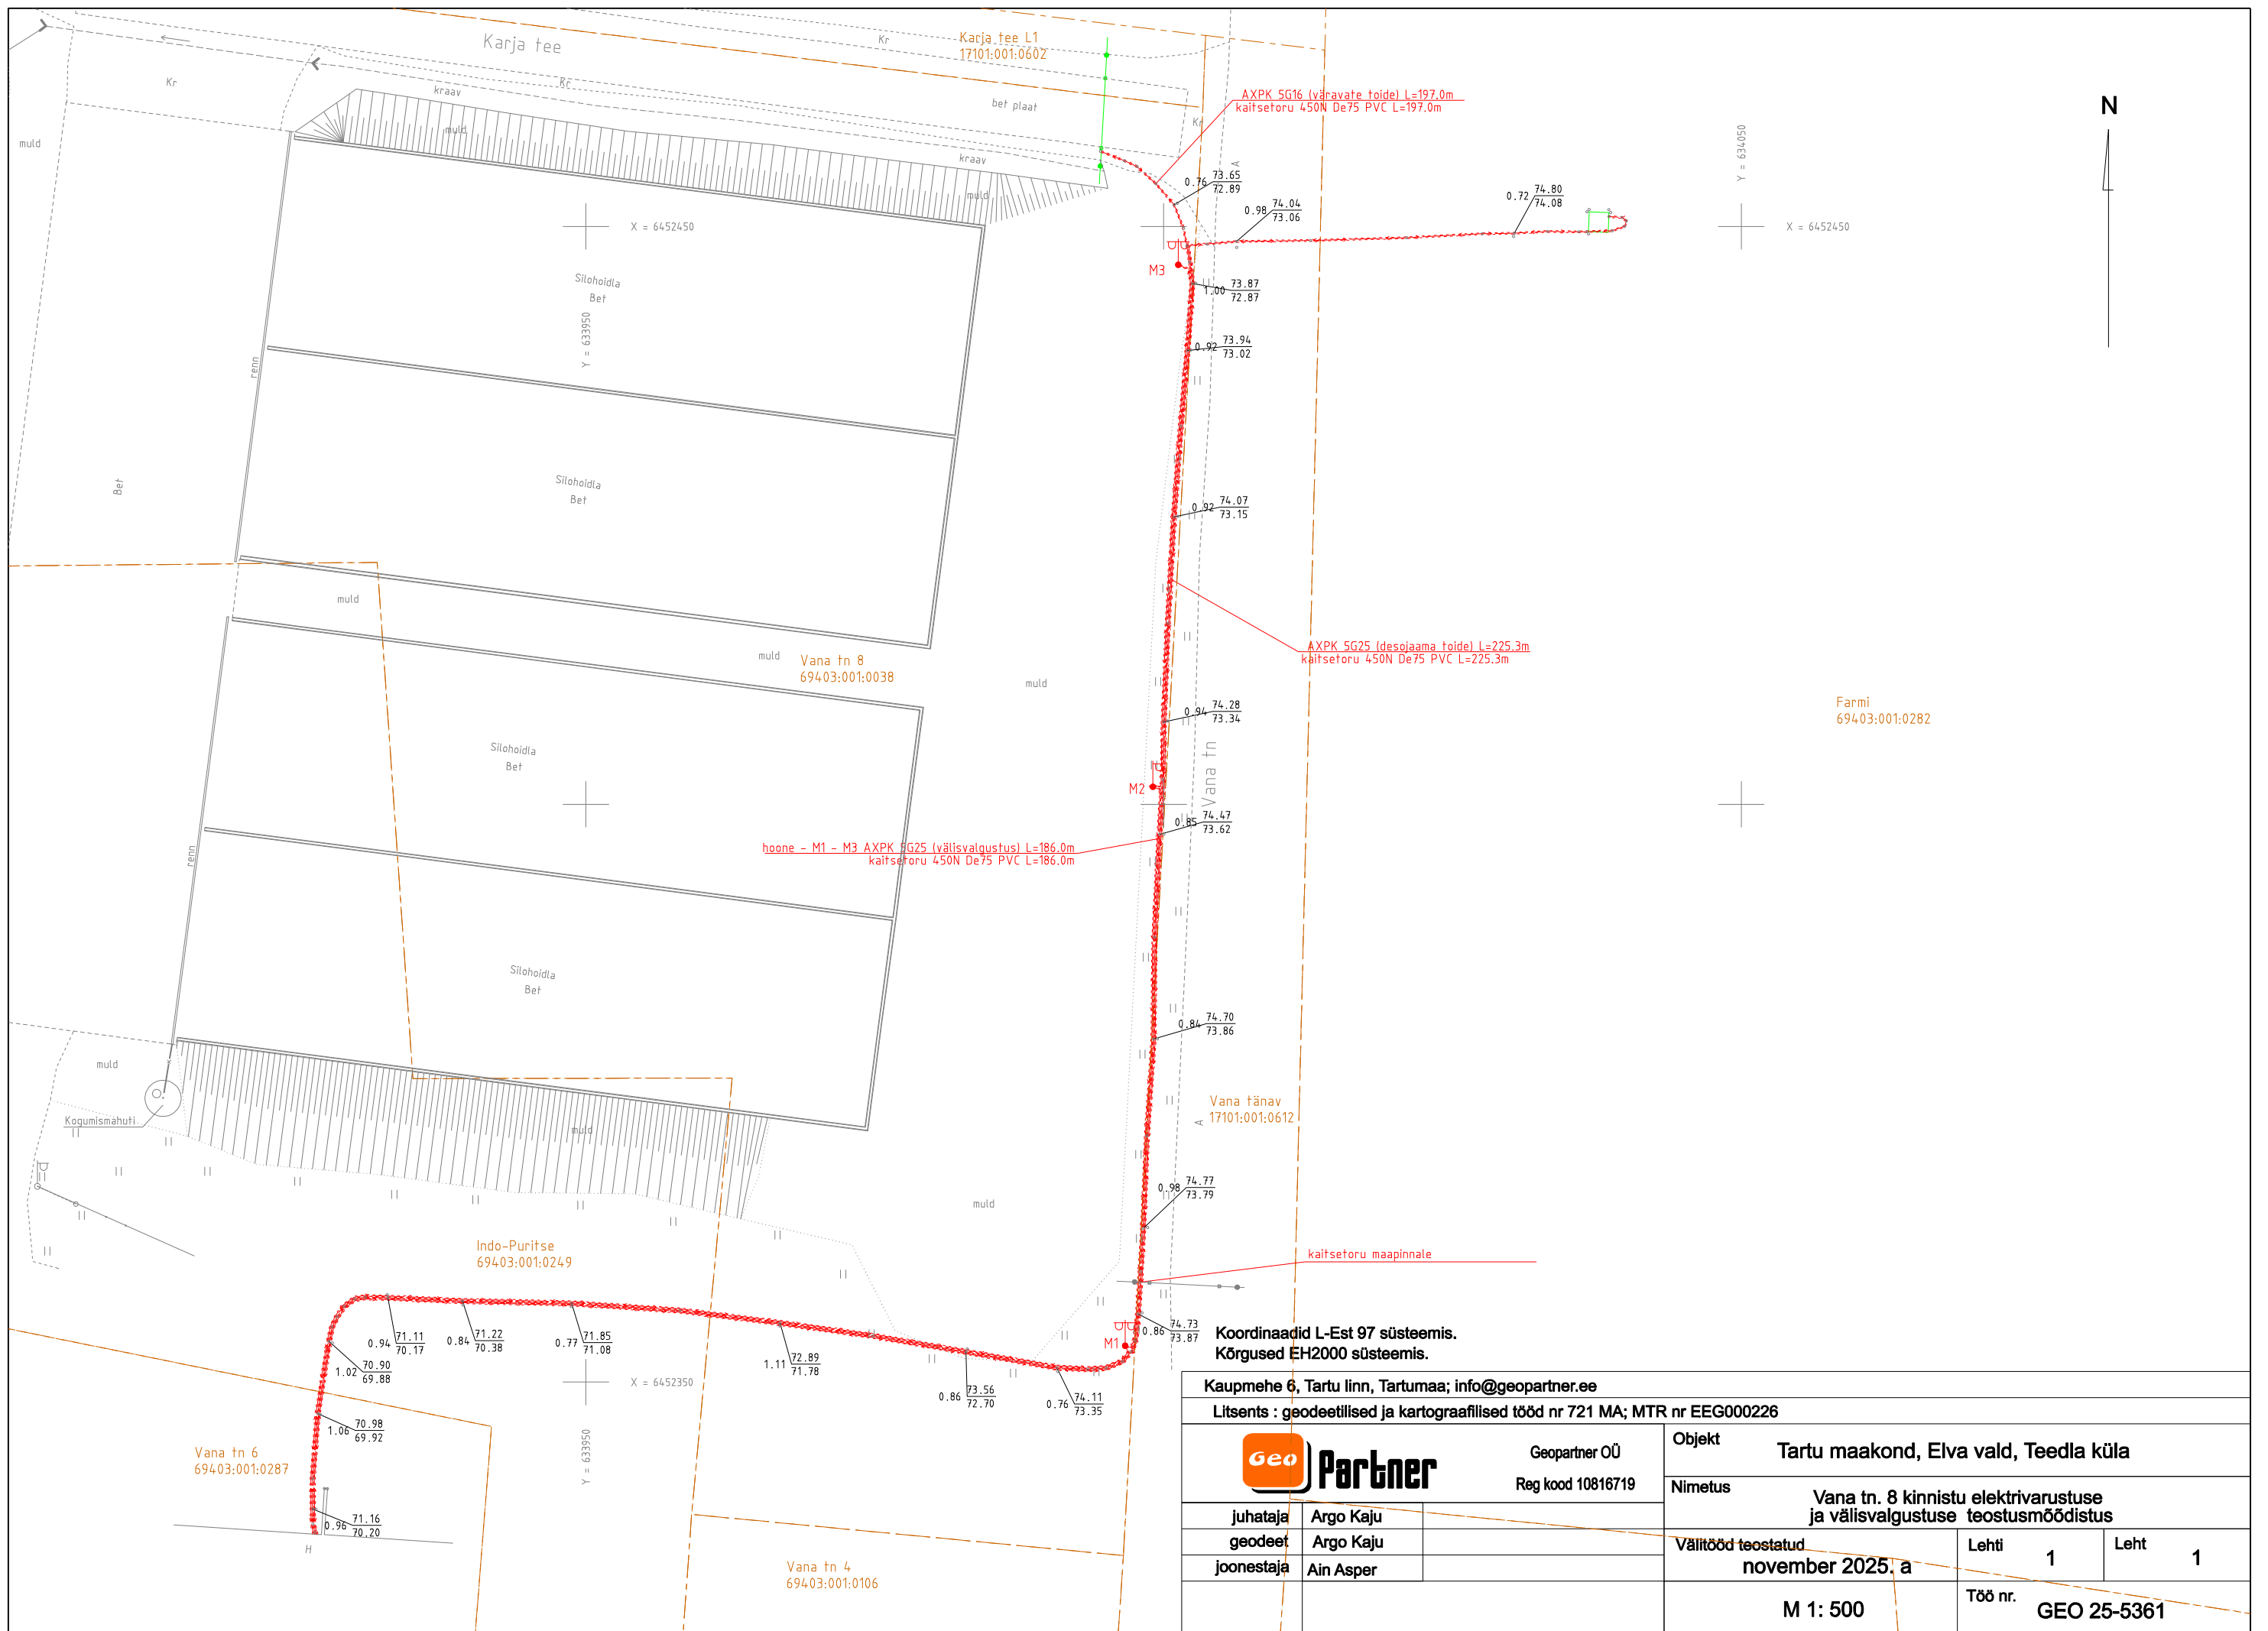 Karja tee
Kr
Karja tee L1
17101:001:0602
Kr
Kr
kraav
bet plaat
AXPK 5G16 (väravate toide) L=197.0m
kaitsetoru 450N De75 PVC L=197.0m
N
Y = 634050
muld
muld
Kr
kraav
A
muld
0.76 73.65
72.89
0.98 74.04
73.06
0.72 74.80
74.08
X = 6452450
X = 6452450
M3
Silohoidla
Bet
Y = 633950
1.00 73.87
72.87
0.92 73.94
73.02
renn
Bet
Silohoidla
Bet
0.92 74.07
73.15
muld
muld
Vana tn 8
69403:001:0038
muld
AXPK 5G25 (desojaama toide) L=225.3m
kaitsetoru 450N De75 PVC L=225.3m
Farmi
69403:001:0282
0.94 74.28
73.34
Silohoidla
Bet
Vana tn
M2
0.85 74.47
73.62
renn
hoone - M1 - M3 AXPK 5G25 (välisvalgustus) L=186.0m
kaitsetoru 450N De75 PVC L=186.0m
Silohoidla
Bet
0.84 74.70
73.86
muld
Kogumismahuti
muld
Vana tänav
17101:001:0612
A
0.98 74.77
73.79
muld
Indo-Puritse
69403:001:0249
kaitsetoru maapinnale
0.94 71.11
70.17
0.84 71.22
70.38
0.77 71.85
71.08
1.11 72.89
71.78
0.86 73.56
72.70
0.76 74.11
73.35
M1
0.86 74.73
73.87
1.02 70.90
69.88
X = 6452350
Y = 633950
1.06 70.98
69.92
Vana tn 6
69403:001:0287
0.96 71.16
70.20
H
Vana tn 4
69403:001:0106
Koordinaadid L-Est 97 süsteemis.
Kõrgused EH2000 süsteemis.
Kaupmehe 6, Tartu linn, Tartumaa; info@geopartner.ee
Litsents : geodeetilised ja kartograafilised tööd nr 721 MA; MTR nr EEG000226
Geo Partner
Geopartner OÜ
Reg kood 10816719
Objekt
Tartu maakond, Elva vald, Teedla küla
Nimetus
Vana tn. 8 kinnistu elektrivarustuse
ja välisvalgustuse teostusmõõdistus
juhataja Argo Kaju
geodeet Argo Kaju
joonestaja Ain Asper
Välitööd teostatud
november 2025. a
Lehti 1
Leht 1
M 1: 500
Töö nr. GEO 25-5361